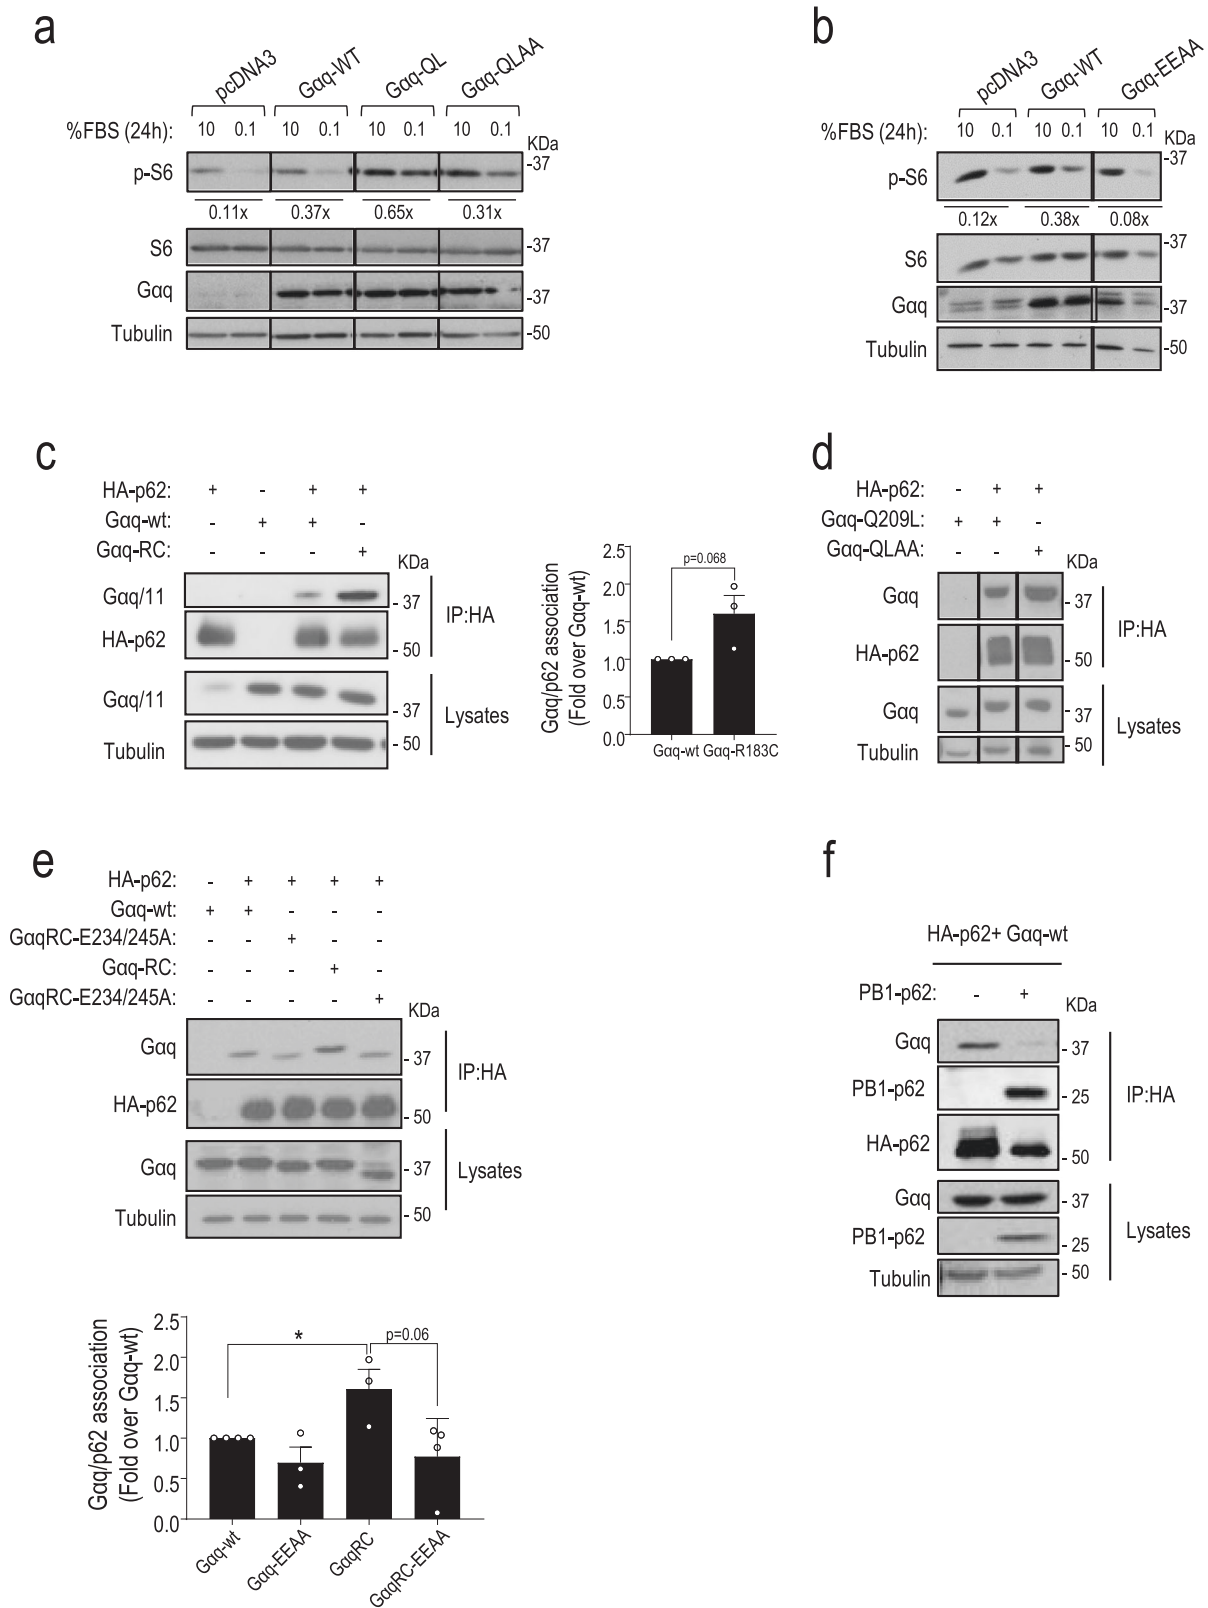 a
pcDNA3 Gαq-WT Gαq-QL Gαq-QLAA
%FBS (24h): 10 0.1 10 0.1 10 0.1 10 0.1
KDa
p-S6 -37
0.11x 0.37x 0.65x 0.31x
S6 -37
Gαq -37
Tubulin -50
b
pcDNA3 Gαq-WT Gαq-EEAA
%FBS (24h): 10 0.1 10 0.1 10 0.1
KDa
p-S6 -37
0.12x 0.38x 0.08x
S6 -37
Gαq -37
Tubulin -50
c
HA-p62: + - + +
Gαq-wt: - + + -
Gαq-RC: - - - +
KDa
Gαq/11 - 37
HA-p62 - 50
IP:HA
Gαq/11 - 37
Tubulin - 50
Lysates
Gαq/p62 association
(Fold over Gαq-wt)
2.5
2.0
1.5
1.0
0.5
0.0
p=0.068
Gαq-wt Gαq-R183C
d
HA-p62: - + +
Gαq-Q209L: + + -
Gαq-QLAA: - - +
KDa
Gαq - 37
HA-p62 - 50
IP:HA
Gαq - 37
Tubulin - 50
Lysates
e
HA-p62: - + + + +
Gαq-wt: + + - - -
GαqRC-E234/245A: - - + - -
Gαq-RC: - - - + -
GαqRC-E234/245A: - - - - +
KDa
Gαq - 37
HA-p62 - 50
IP:HA
Gαq - 37
Tubulin - 50
Lysates
Gαq/p62 association
(Fold over Gαq-wt)
2.5
2.0
1.5
1.0
0.5
0.0
* p=0.06
Gαq-wt Gαq-EEAA GαqRC GαqRC-EEAA
f
HA-p62+ Gαq-wt
PB1-p62: - +
KDa
Gαq - 37
PB1-p62 - 25
HA-p62 - 50
IP:HA
Gαq - 37
PB1-p62 - 25
Tubulin - 50
Lysates